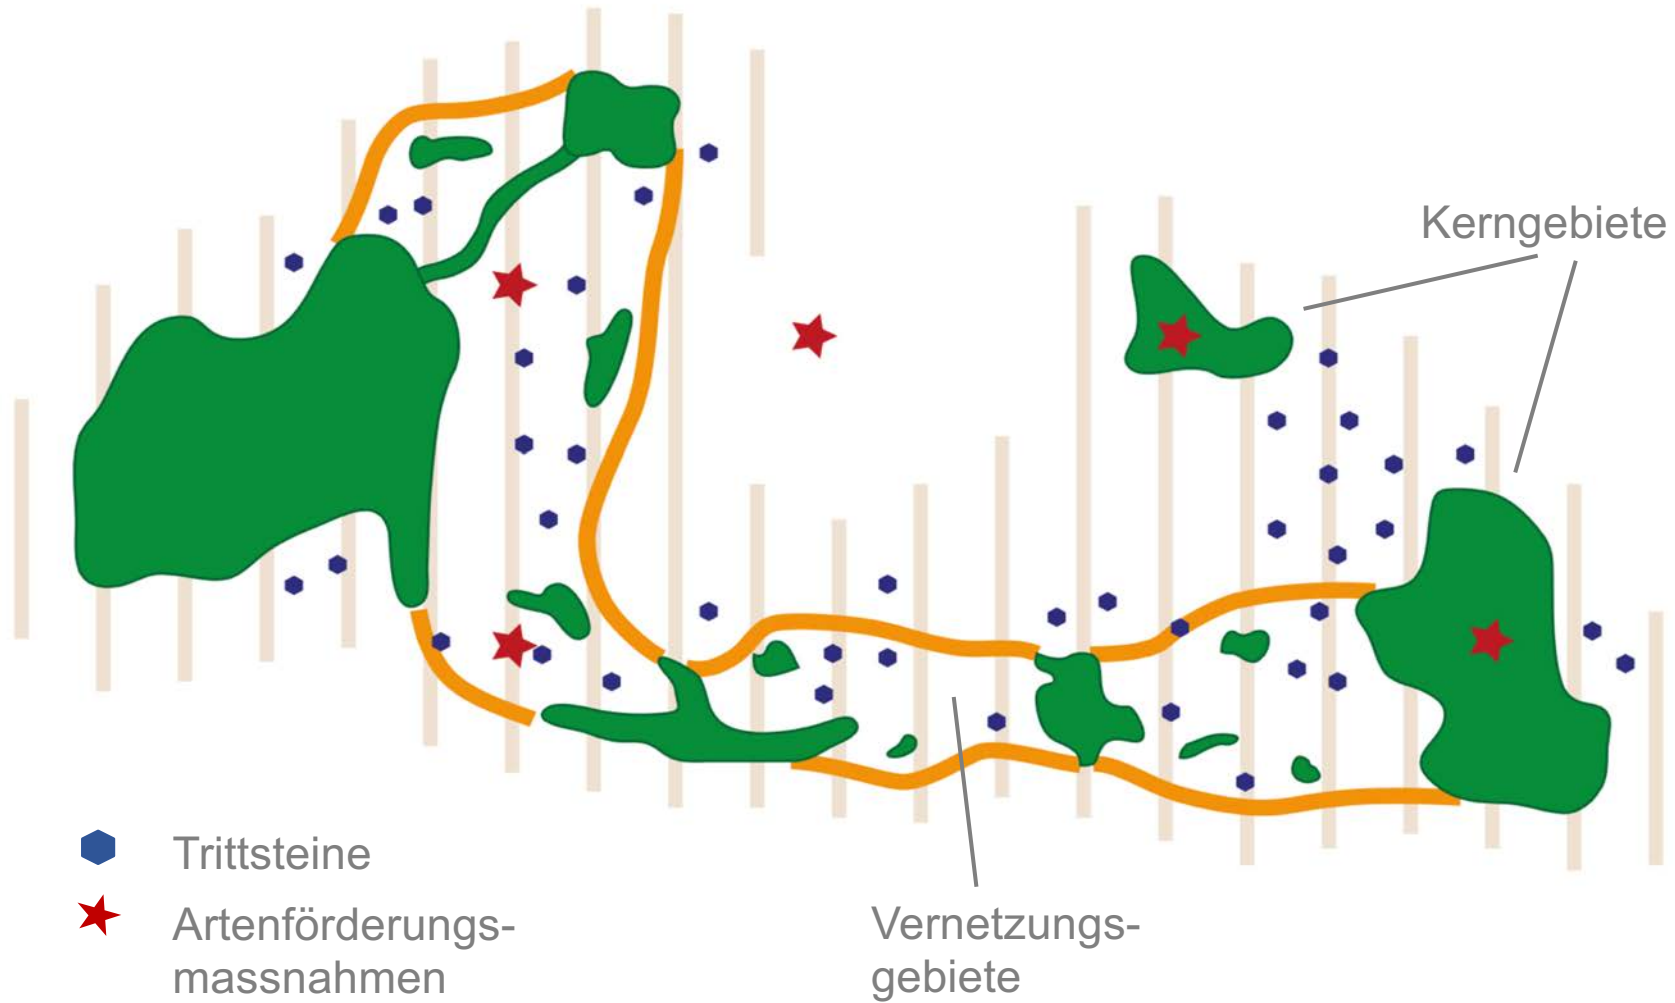 Kerngebiete
Trittsteine
Artenförderungs-
massnahmen
Vernetzungs-
gebiete